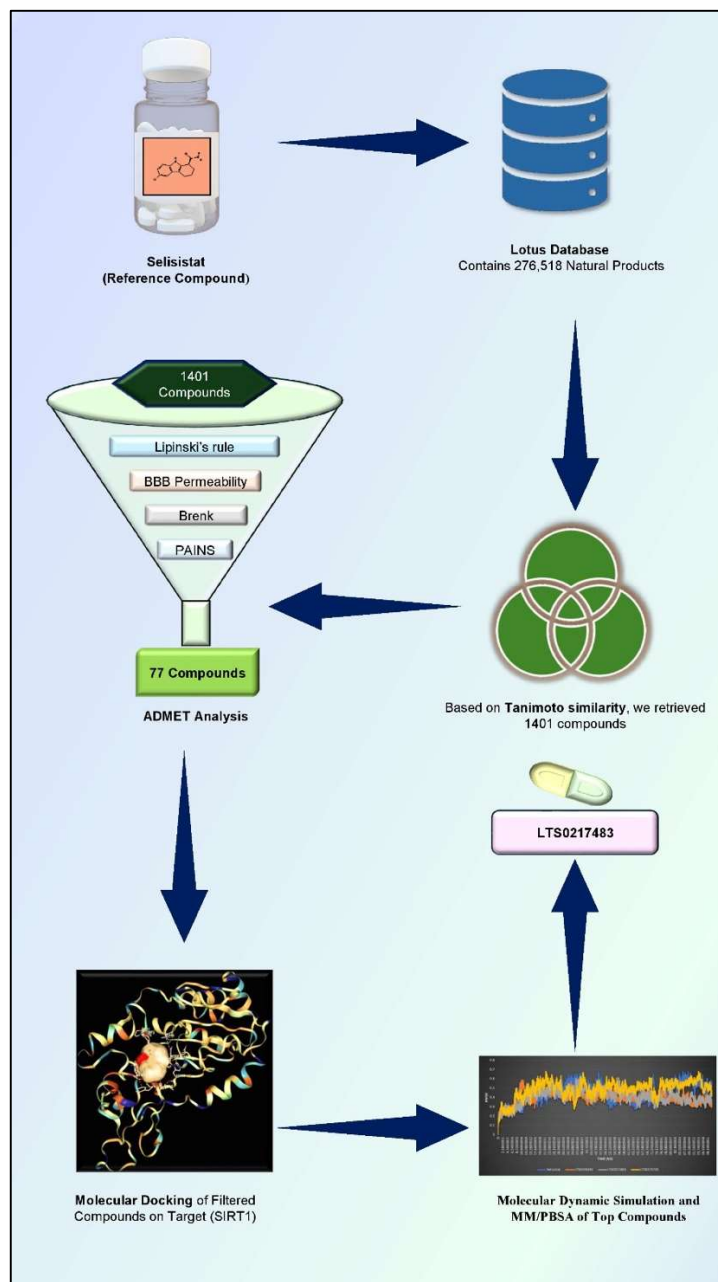 Selisistat
(Reference Compound)
Lotus Database
Contains 276,518 Natural Products
Based on Tanimoto similarity, we retrieved
1401 compounds
1401
Compounds
Lipinski's rule
BBB Permeability
Brenk
PAINS
77 Compounds
ADMET Analysis
Molecular Docking of Filtered
Compounds on Target (SIRT1)
Molecular Dynamic Simulation and
MM/PBSA of Top Compounds
LTS0217483